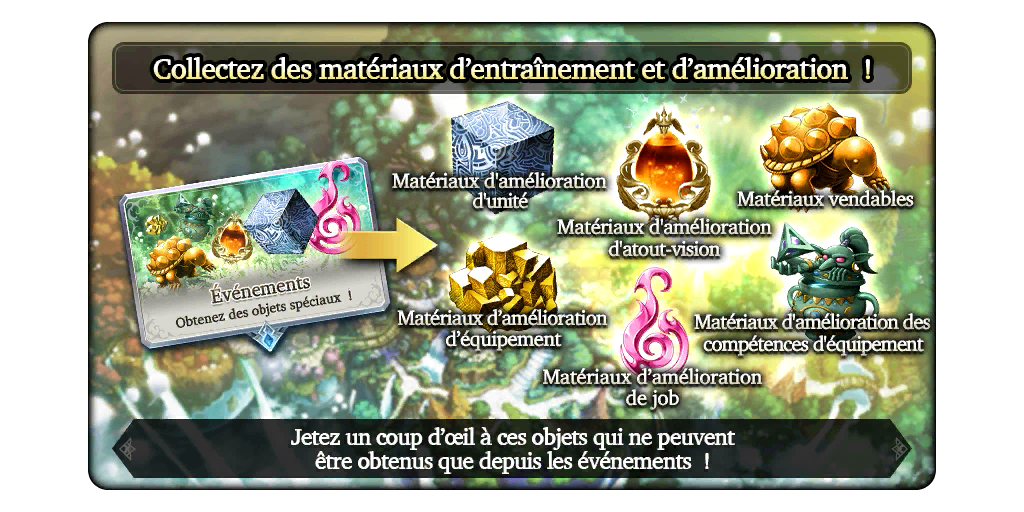 Collectez des matériaux d’entraînement et d’amélioration !
Matériaux d'amélioration
d'unité
Matériaux d'amélioration
d'atout-vision
Matériaux vendables
Événements
Obtenez des objets spéciaux !
Matériaux d’amélioration
d’équipement
Matériaux d’amélioration
de job
Matériaux d'amélioration des
compétences d'équipement
Jetez un coup d’œil à ces objets qui ne peuvent
être obtenus que depuis les événements !